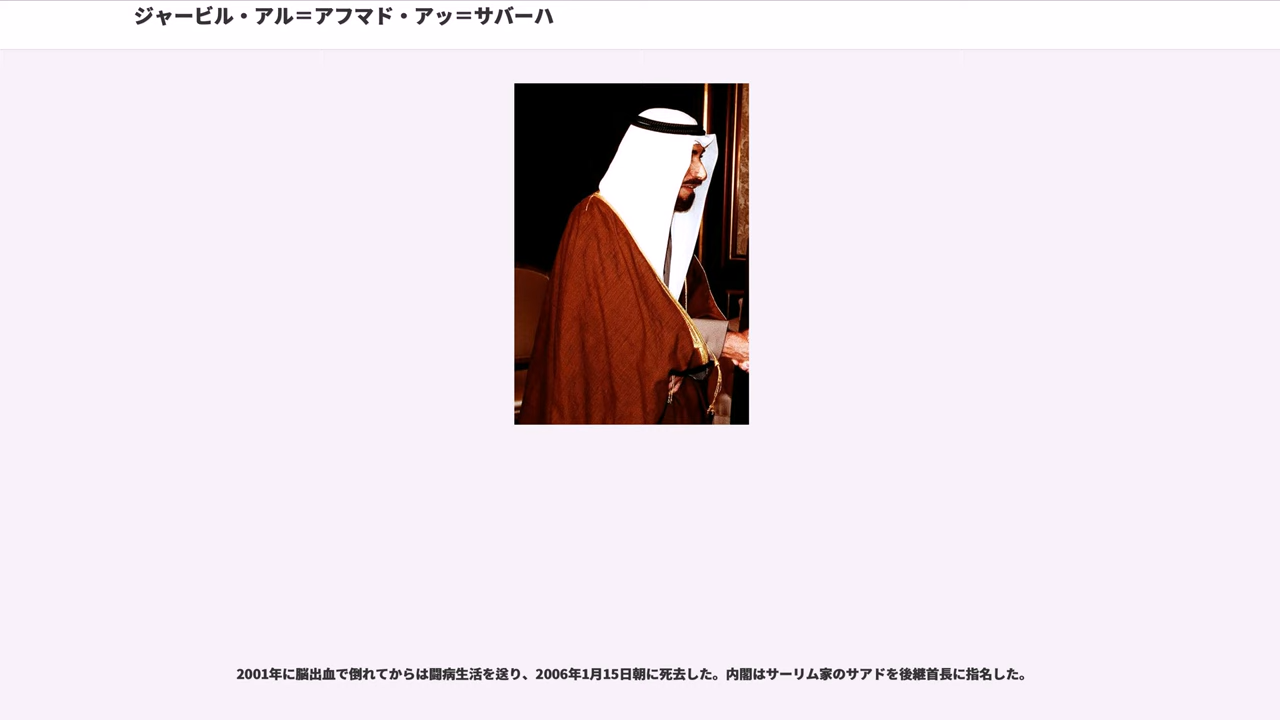 ジャービル・アル＝アフマド・アッ＝サバーハ
2001年に脳出血で倒れてからは闘病生活を送り、2006年1月15日朝に死去した。内閣はサーリム家のサアドを後継首長に指名した。